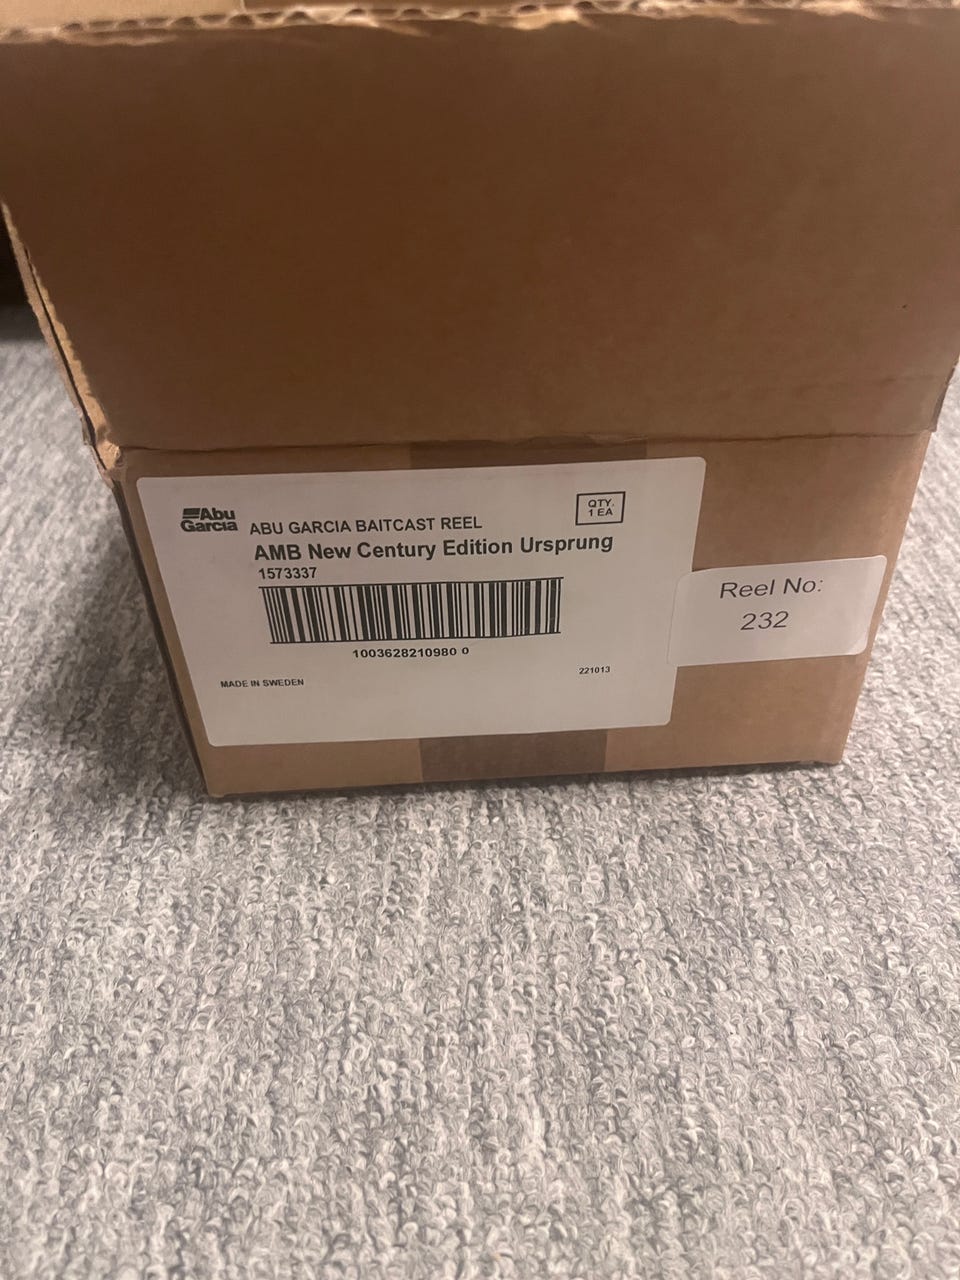 Abu
Garcia
ABU GARCIA BAITCAST REEL
QTY.
1 EA
AMB New Century Edition Ursprung
1573337
1003628210980 0
MADE IN SWEDEN
221013
Reel No:
232